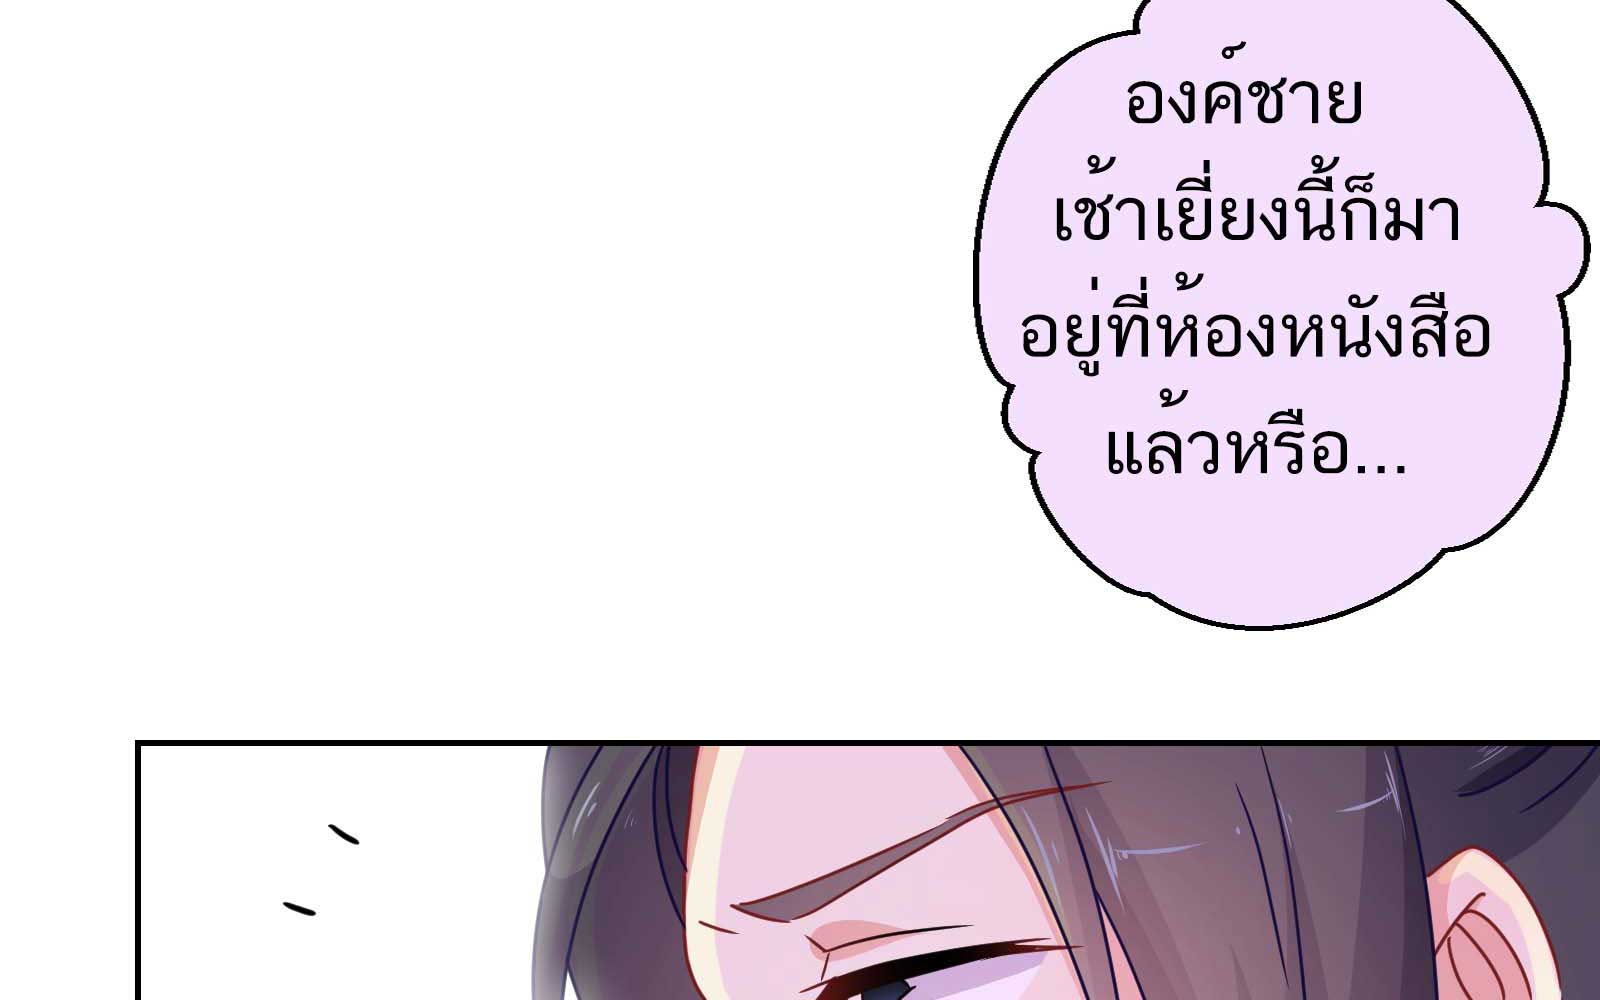 องค์ชาย
เช้าเยี่ยงนี้ก็มา
อยู่ที่ห้องหนังสือ
แล้วหรือ...